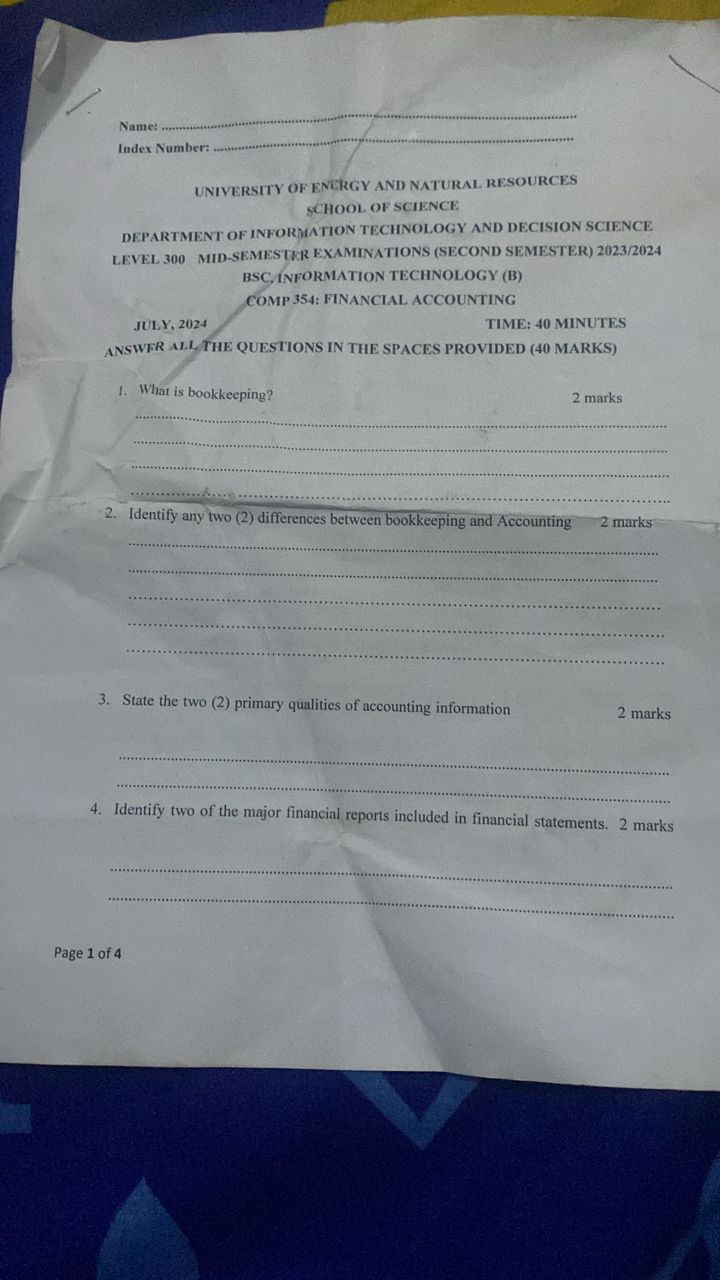 Name: ........................................................
Index Number: ........................................................
UNIVERSITY OF ENERGY AND NATURAL RESOURCES
SCHOOL OF SCIENCE
DEPARTMENT OF INFORMATION TECHNOLOGY AND DECISION SCIENCE
LEVEL 300 MID-SEMESTER EXAMINATIONS (SECOND SEMESTER) 2023/2024
BSC. INFORMATION TECHNOLOGY (B)
COMP 354: FINANCIAL ACCOUNTING
JULY, 2024 TIME: 40 MINUTES
ANSWER ALL THE QUESTIONS IN THE SPACES PROVIDED (40 MARKS)
1. What is bookkeeping? 2 marks
2. Identify any two (2) differences between bookkeeping and Accounting 2 marks
3. State the two (2) primary qualities of accounting information 2 marks
4. Identify two of the major financial reports included in financial statements. 2 marks
Page 1 of 4